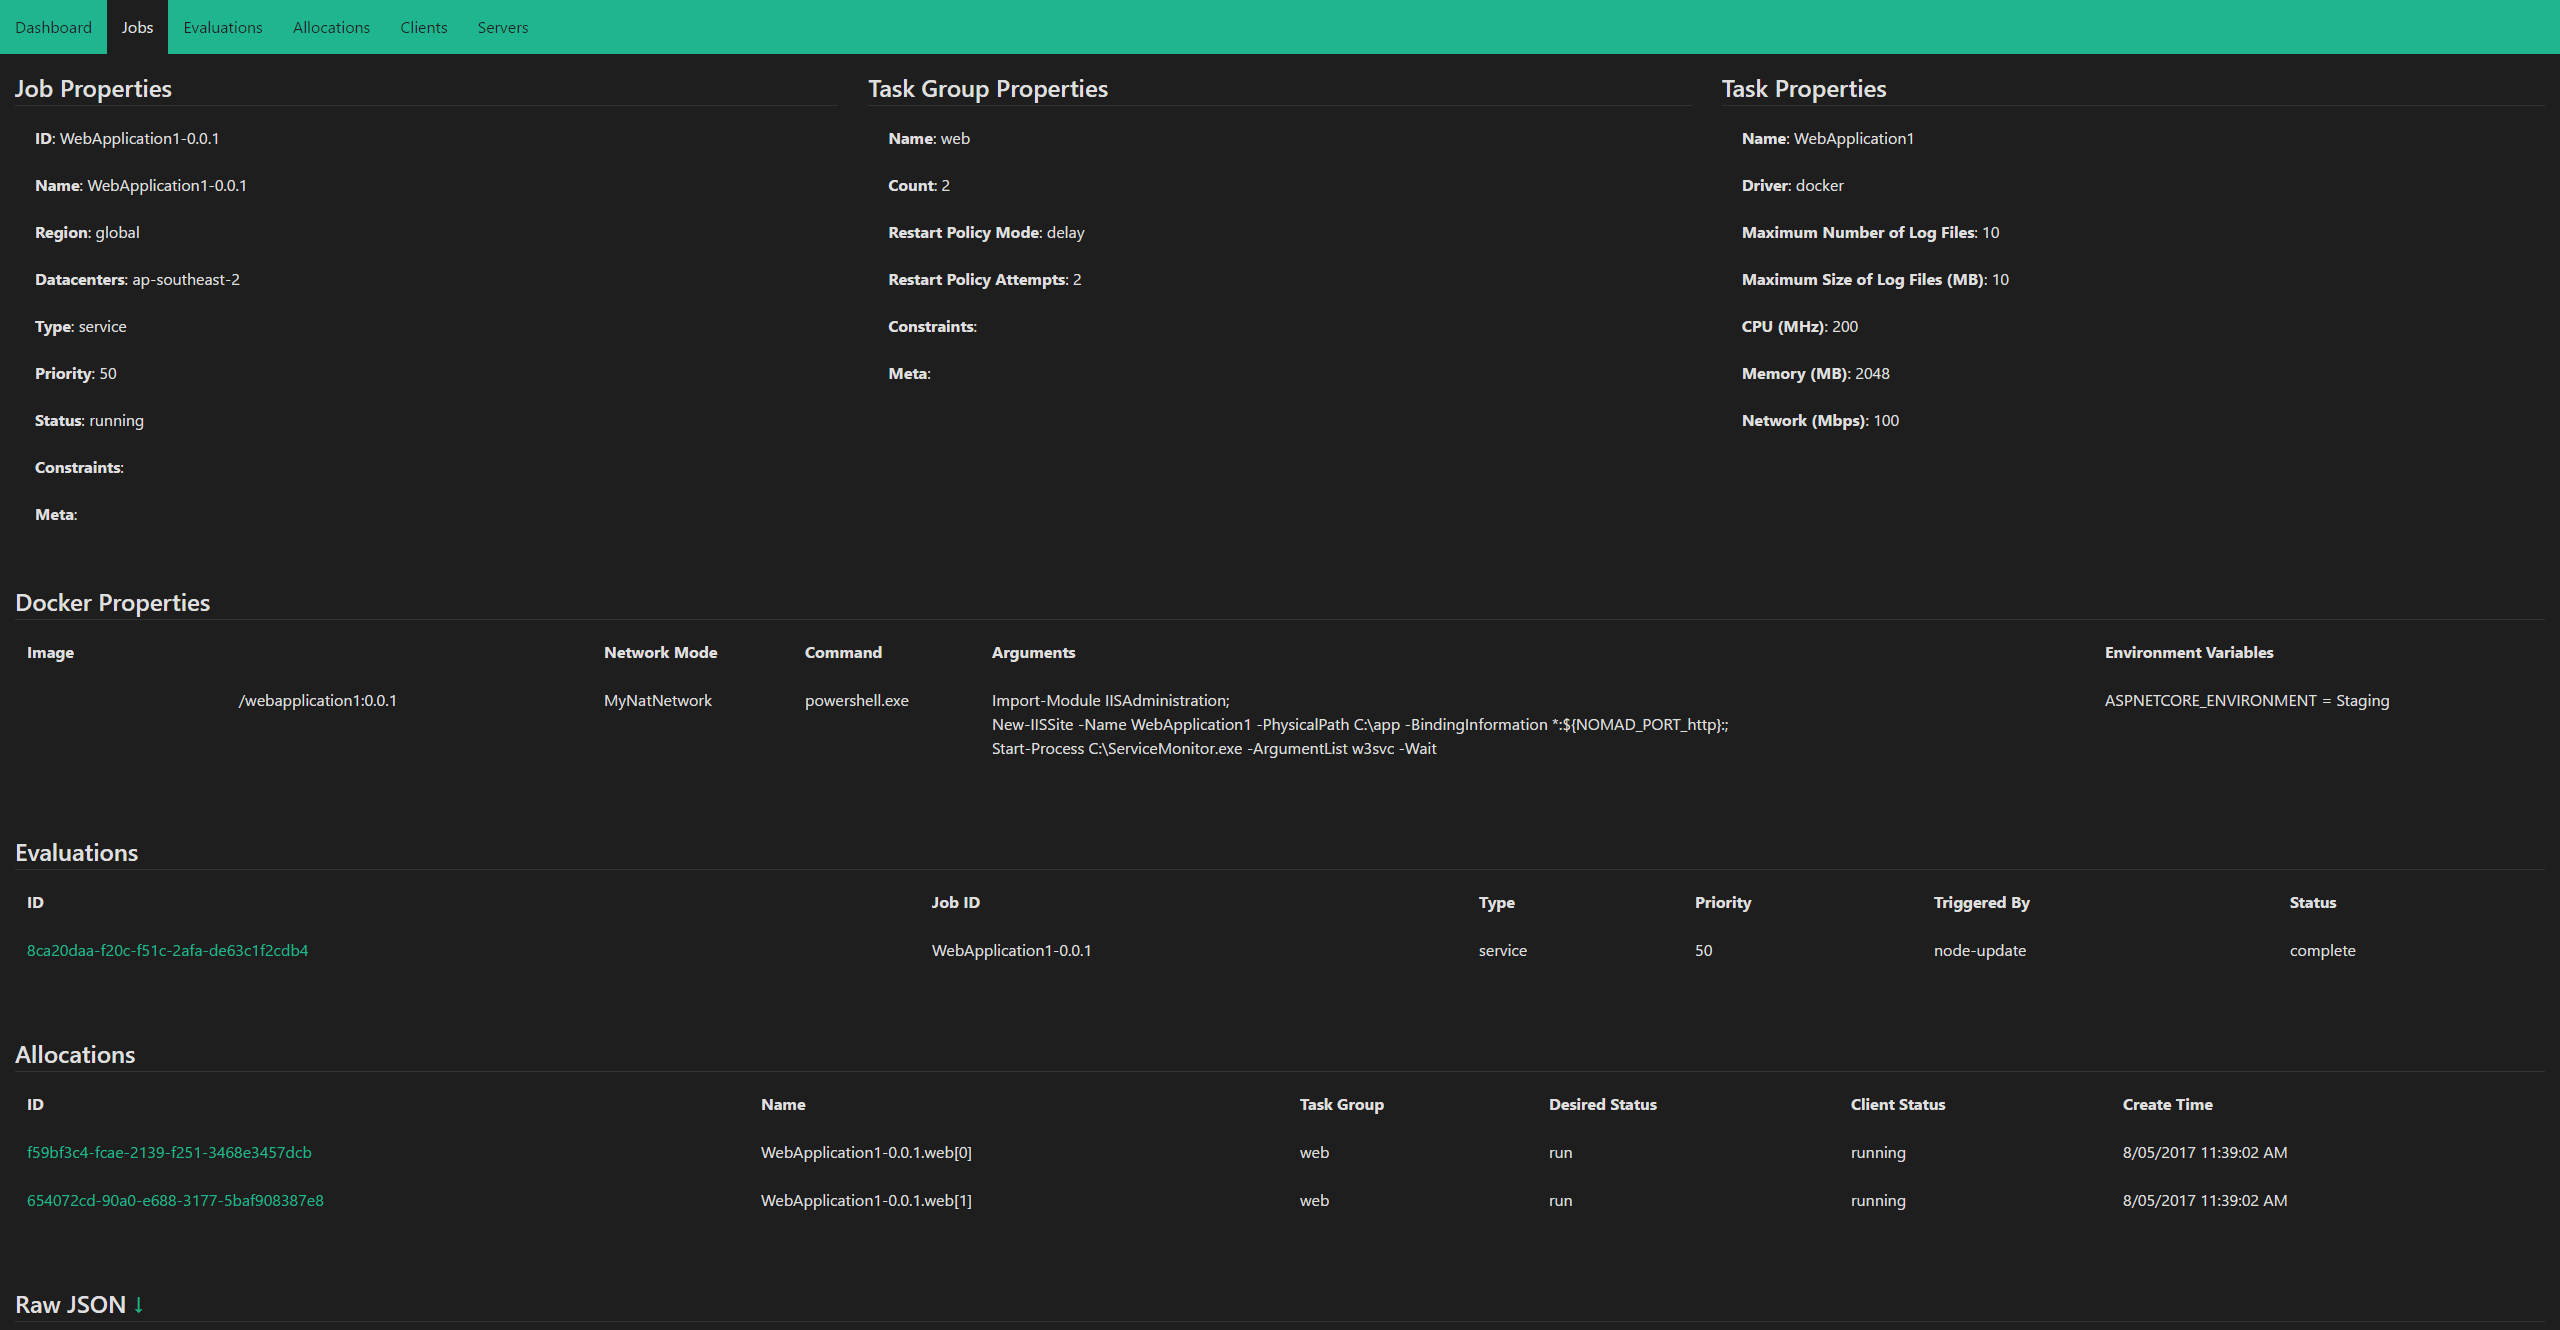 Dashboard Jobs Evaluations Allocations Clients Servers
Job Properties
ID: WebApplication1-0.0.1
Name: WebApplication1-0.0.1
Region: global
Datacenters: ap-southeast-2
Type: service
Priority: 50
Status: running
Constraints:
Meta:
Task Group Properties
Name: web
Count: 2
Restart Policy Mode: delay
Restart Policy Attempts: 2
Constraints:
Meta:
Task Properties
Name: WebApplication1
Driver: docker
Maximum Number of Log Files: 10
Maximum Size of Log Files (MB): 10
CPU (MHz): 200
Memory (MB): 2048
Network (Mbps): 100
Docker Properties
Image Network Mode Command Arguments Environment Variables
/webapplication1:0.0.1 MyNatNetwork powershell.exe Import-Module IISAdministration; ASPNETCORE_ENVIRONMENT = Staging
New-IISSite -Name WebApplication1 -PhysicalPath C:\app -BindingInformation *:${NOMAD_PORT_http}:;
Start-Process C:\ServiceMonitor.exe -ArgumentList w3svc -Wait
Evaluations
ID Job ID Type Priority Triggered By Status
8ca20daa-f20c-f51c-2afa-de63c1f2cdb4 WebApplication1-0.0.1 service 50 node-update complete
Allocations
ID Name Task Group Desired Status Client Status Create Time
f59bf3c4-fcae-2139-f251-3468e3457dcb WebApplication1-0.0.1.web[0] web run running 8/05/2017 11:39:02 AM
654072cd-90a0-e688-3177-5baf908387e8 WebApplication1-0.0.1.web[1] web run running 8/05/2017 11:39:02 AM
Raw JSON ↓